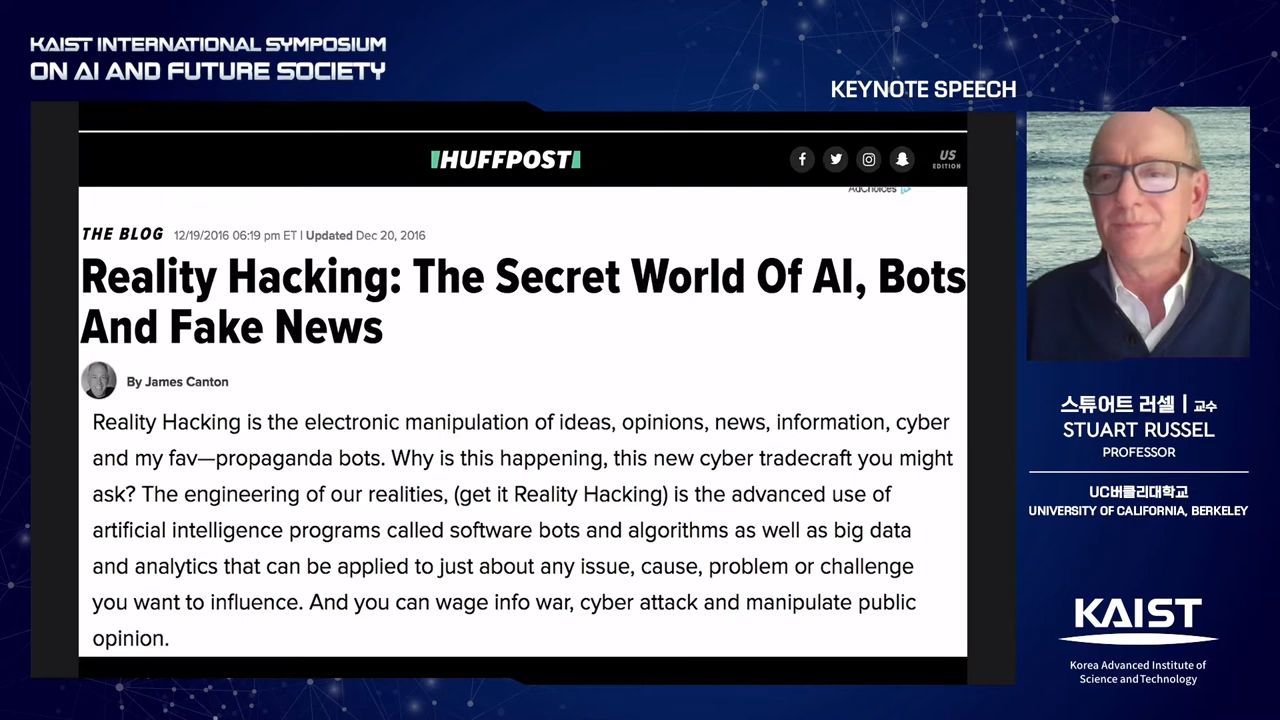 KAIST INTERNATIONAL SYMPOSIUM
ON AI AND FUTURE SOCIETY
KEYNOTE SPEECH
HUFFPOST
US
EDITION
AdChoices
THE BLOG 12/19/2016 06:19 pm ET | Updated Dec 20, 2016
Reality Hacking: The Secret World Of AI, Bots
And Fake News
By James Canton
Reality Hacking is the electronic manipulation of ideas, opinions, news, information, cyber
and my fav—propaganda bots. Why is this happening, this new cyber tradecraft you might
ask? The engineering of our realities, (get it Reality Hacking) is the advanced use of
artificial intelligence programs called software bots and algorithms as well as big data
and analytics that can be applied to just about any issue, cause, problem or challenge
you want to influence. And you can wage info war, cyber attack and manipulate public
opinion.
스튜어트 러셀 | 교수
STUART RUSSEL
PROFESSOR
UC버클리대학교
UNIVERSITY OF CALIFORNIA, BERKELEY
KAIST
Korea Advanced Institute of
Science and Technology